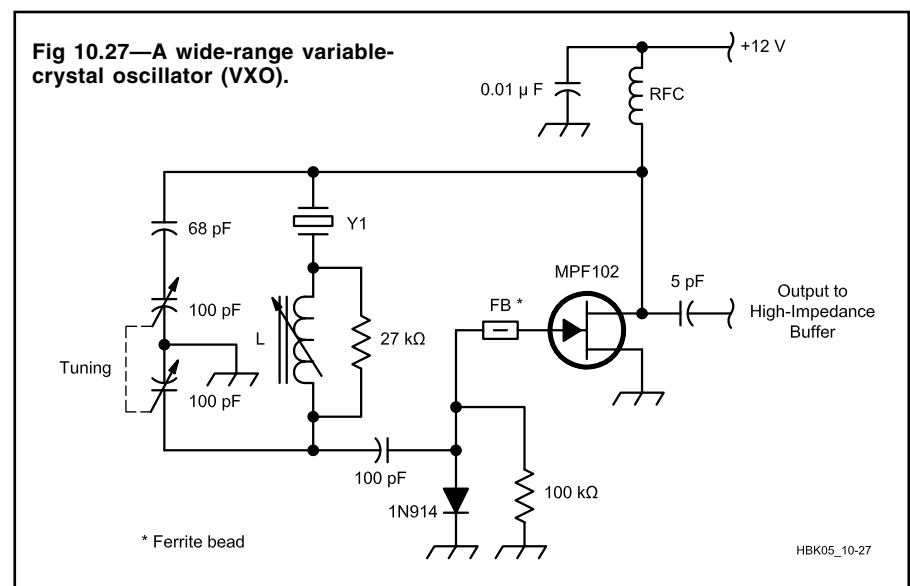 Fig 10.27—A wide-range variable-
crystal oscillator (VXO).
+12 V
0.01 µ F
RFC
68 pF
Y1
MPF102
5 pF
100 pF
FB *
Output to
High-Impedance
Buffer
L
27 kΩ
Tuning
100 pF
100 pF
100 kΩ
1N914
* Ferrite bead
HBK05_10-27